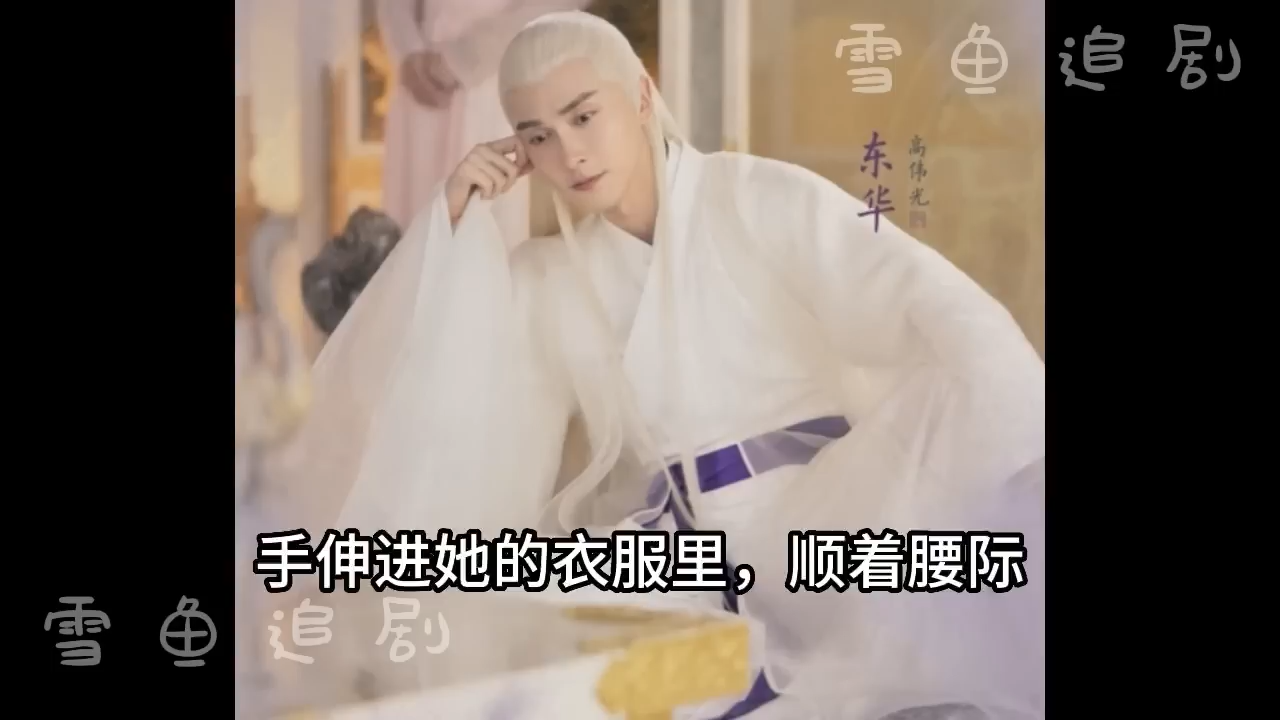 雪鱼追剧
东华
高伟光
手伸进她的衣服里，顺着腰际
雪鱼追剧